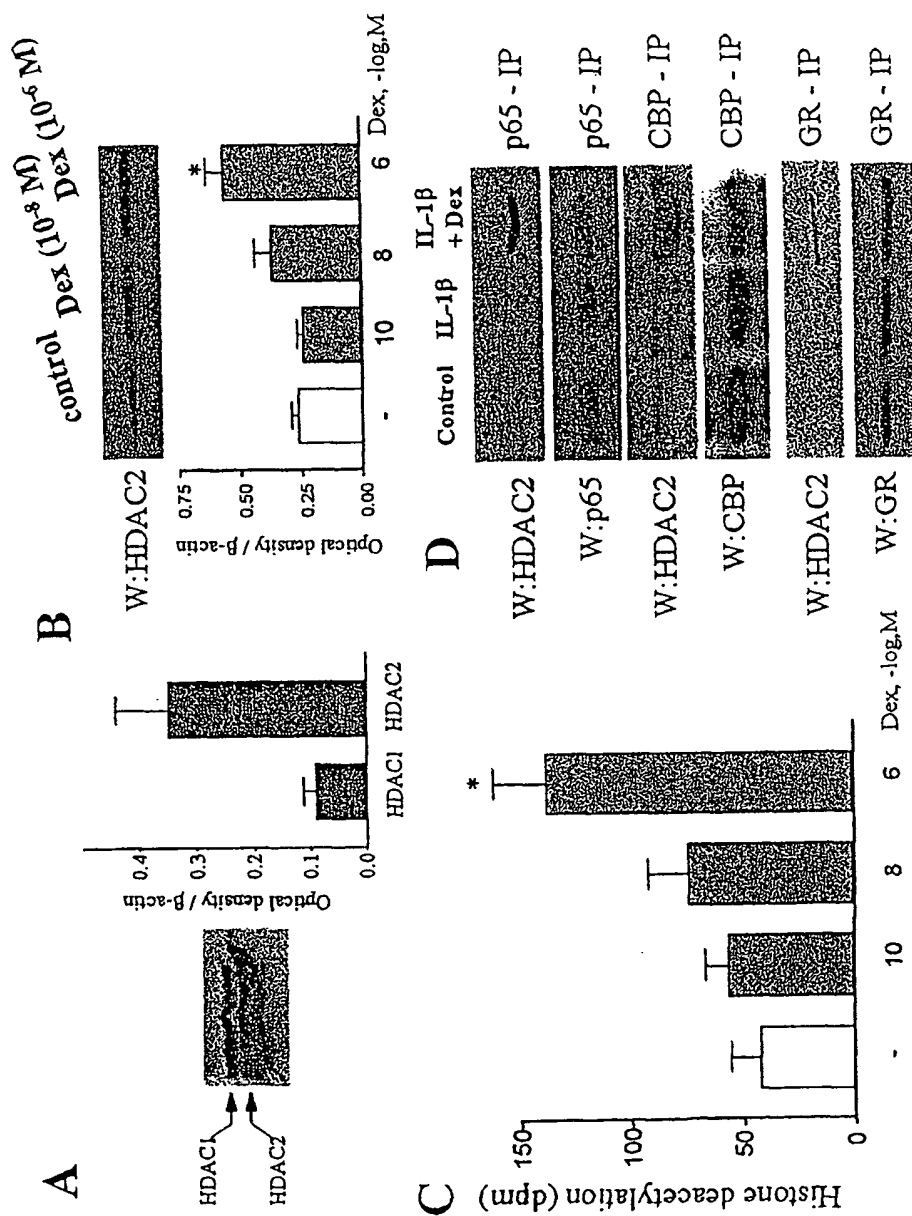 A
HDAC1
HDAC2
Optical density / β-actin
0.4
0.3
0.2
0.1
0.0
HDAC1 HDAC2
B
control
Dex (10⁻⁸ M)
Dex (10⁻⁶ M)
W:HDAC2
Optical density / β-actin
0.75
0.50
0.25
0.00
*
- 10 8 6 Dex, -log,M
C
Histone deacetylation (dpm)
150
100
50
0
*
- 10 8 6 Dex, -log,M
D
Control IL-1β IL-1β
+Dex
W:HDAC2 p65 - IP
W:p65 p65 - IP
W:HDAC2 CBP - IP
W:CBP CBP - IP
W:HDAC2 GR - IP
W:GR GR - IP